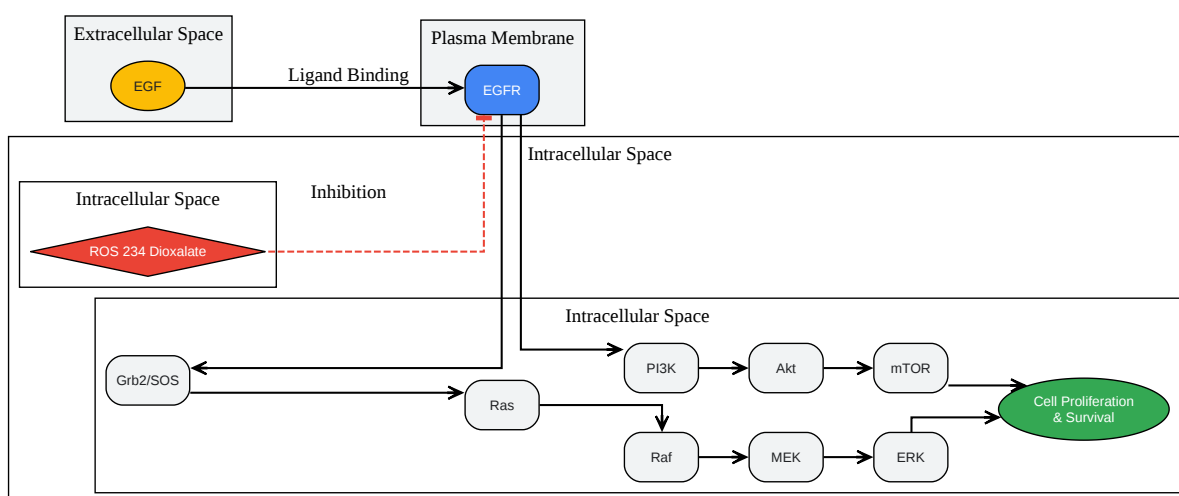 Extracellular Space
EGF
Ligand Binding
Plasma Membrane
EGFR
Intracellular Space
Intracellular Space
ROS 234 Dioxalate
Inhibition
Intracellular Space
Grb2/SOS
Ras
PI3K
Akt
mTOR
Raf
MEK
ERK
Cell Proliferation
& Survival